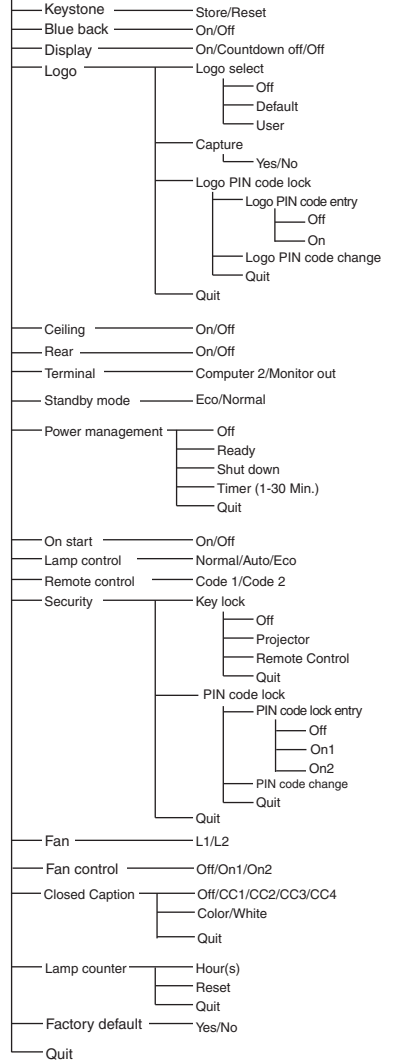 Keystone Store/Reset
Blue back On/Off
Display On/Countdown off/Off
Logo Logo select
Off
Default
User
Capture
Yes/No
Logo PIN code lock
Logo PIN code entry
Off
On
Logo PIN code change
Quit
Quit
Ceiling On/Off
Rear On/Off
Terminal Computer 2/Monitor out
Standby mode Eco/Normal
Power management Off
Ready
Shut down
Timer (1-30 Min.)
Quit
On start On/Off
Lamp control Normal/Auto/Eco
Remote control Code 1/Code 2
Security Key lock
Off
Projector
Remote Control
Quit
PIN code lock
PIN code lock entry
Off
On1
On2
PIN code change
Quit
Quit
Fan L1/L2
Fan control Off/On1/On2
Closed Caption Off/CC1/CC2/CC3/CC4
Color/White
Quit
Lamp counter Hour(s)
Reset
Quit
Factory default Yes/No
Quit